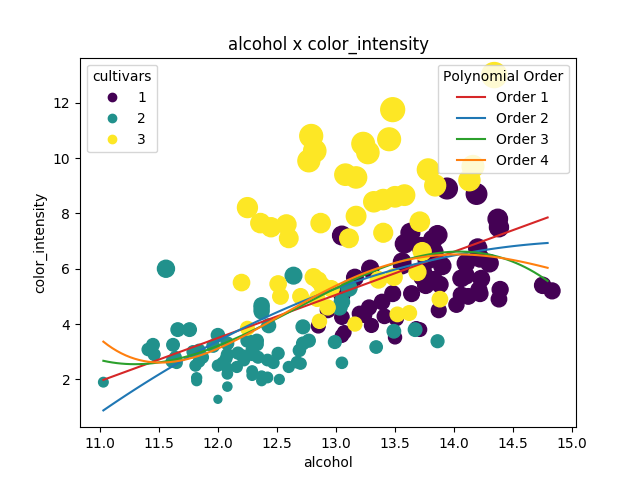 alcohol x color_intensity
cultivars
1
2
3
Polynomial Order
Order 1
Order 2
Order 3
Order 4
color_intensity
12
10
8
6
4
2
11.0 11.5 12.0 12.5 13.0 13.5 14.0 14.5 15.0
alcohol